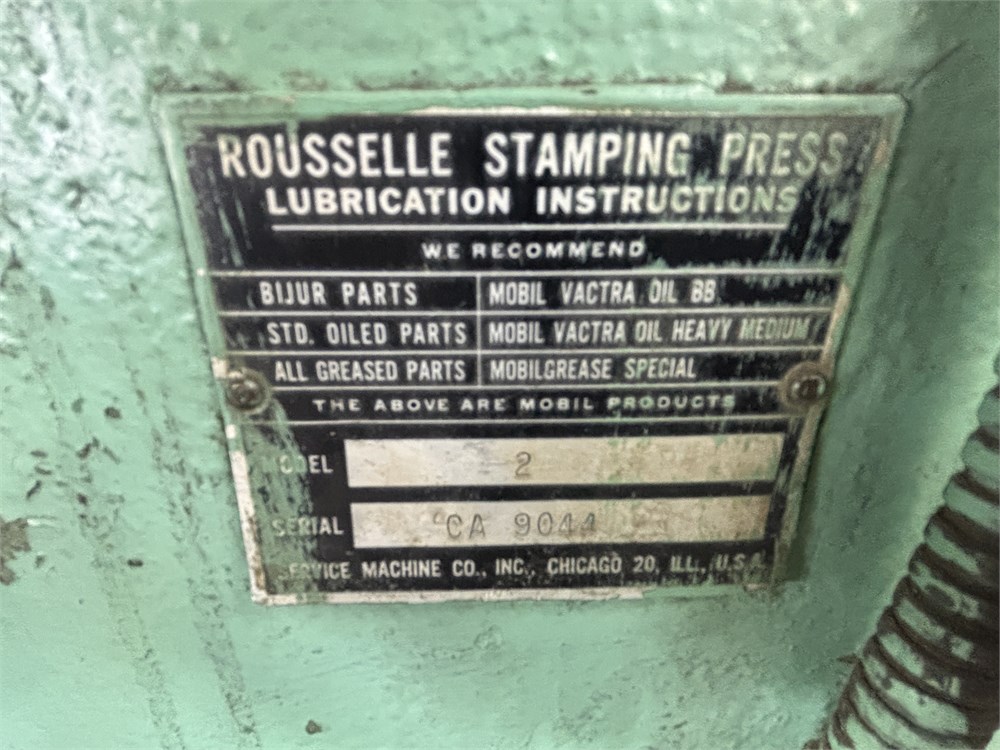 ROUSSELLE STAMPING PRESS
LUBRICATION INSTRUCTIONS
WE RECOMMEND
BIJUR PARTS MOBIL VACTRA OIL BB
STD. OILED PARTS MOBIL VACTRA OIL HEAVY MEDIUM
ALL GREASED PARTS MOBILGREASE SPECIAL
THE ABOVE ARE MOBIL PRODUCTS
MODEL 2
SERIAL CA 9044
SERVICE MACHINE CO., INC., CHICAGO 20, ILL., U.S.A.